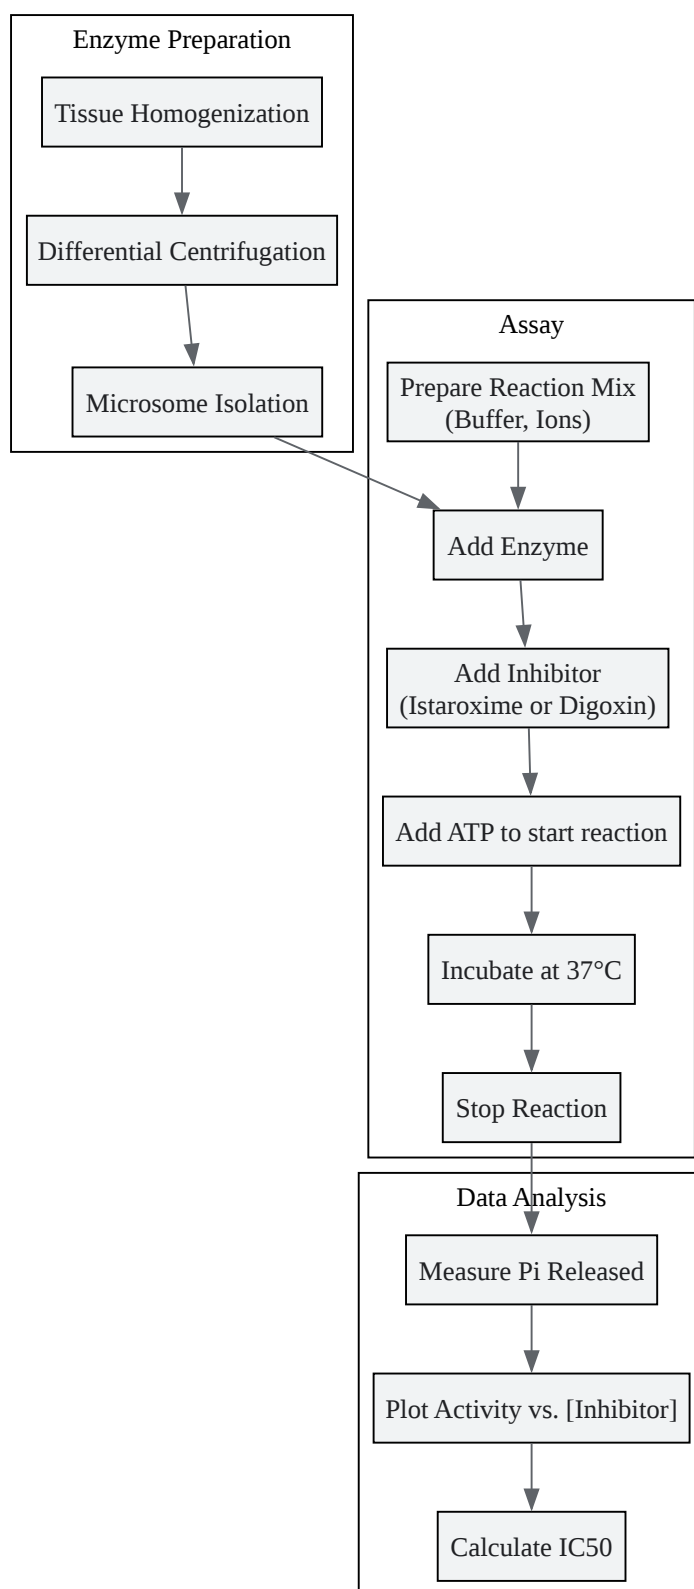 Enzyme Preparation
Tissue Homogenization
Differential Centrifugation
Microsome Isolation
Assay
Prepare Reaction Mix
(Buffer, Ions)
Add Enzyme
Add Inhibitor
(Istaroxime or Digoxin)
Add ATP to start reaction
Incubate at 37°C
Stop Reaction
Data Analysis
Measure Pi Released
Plot Activity vs. [Inhibitor]
Calculate IC50